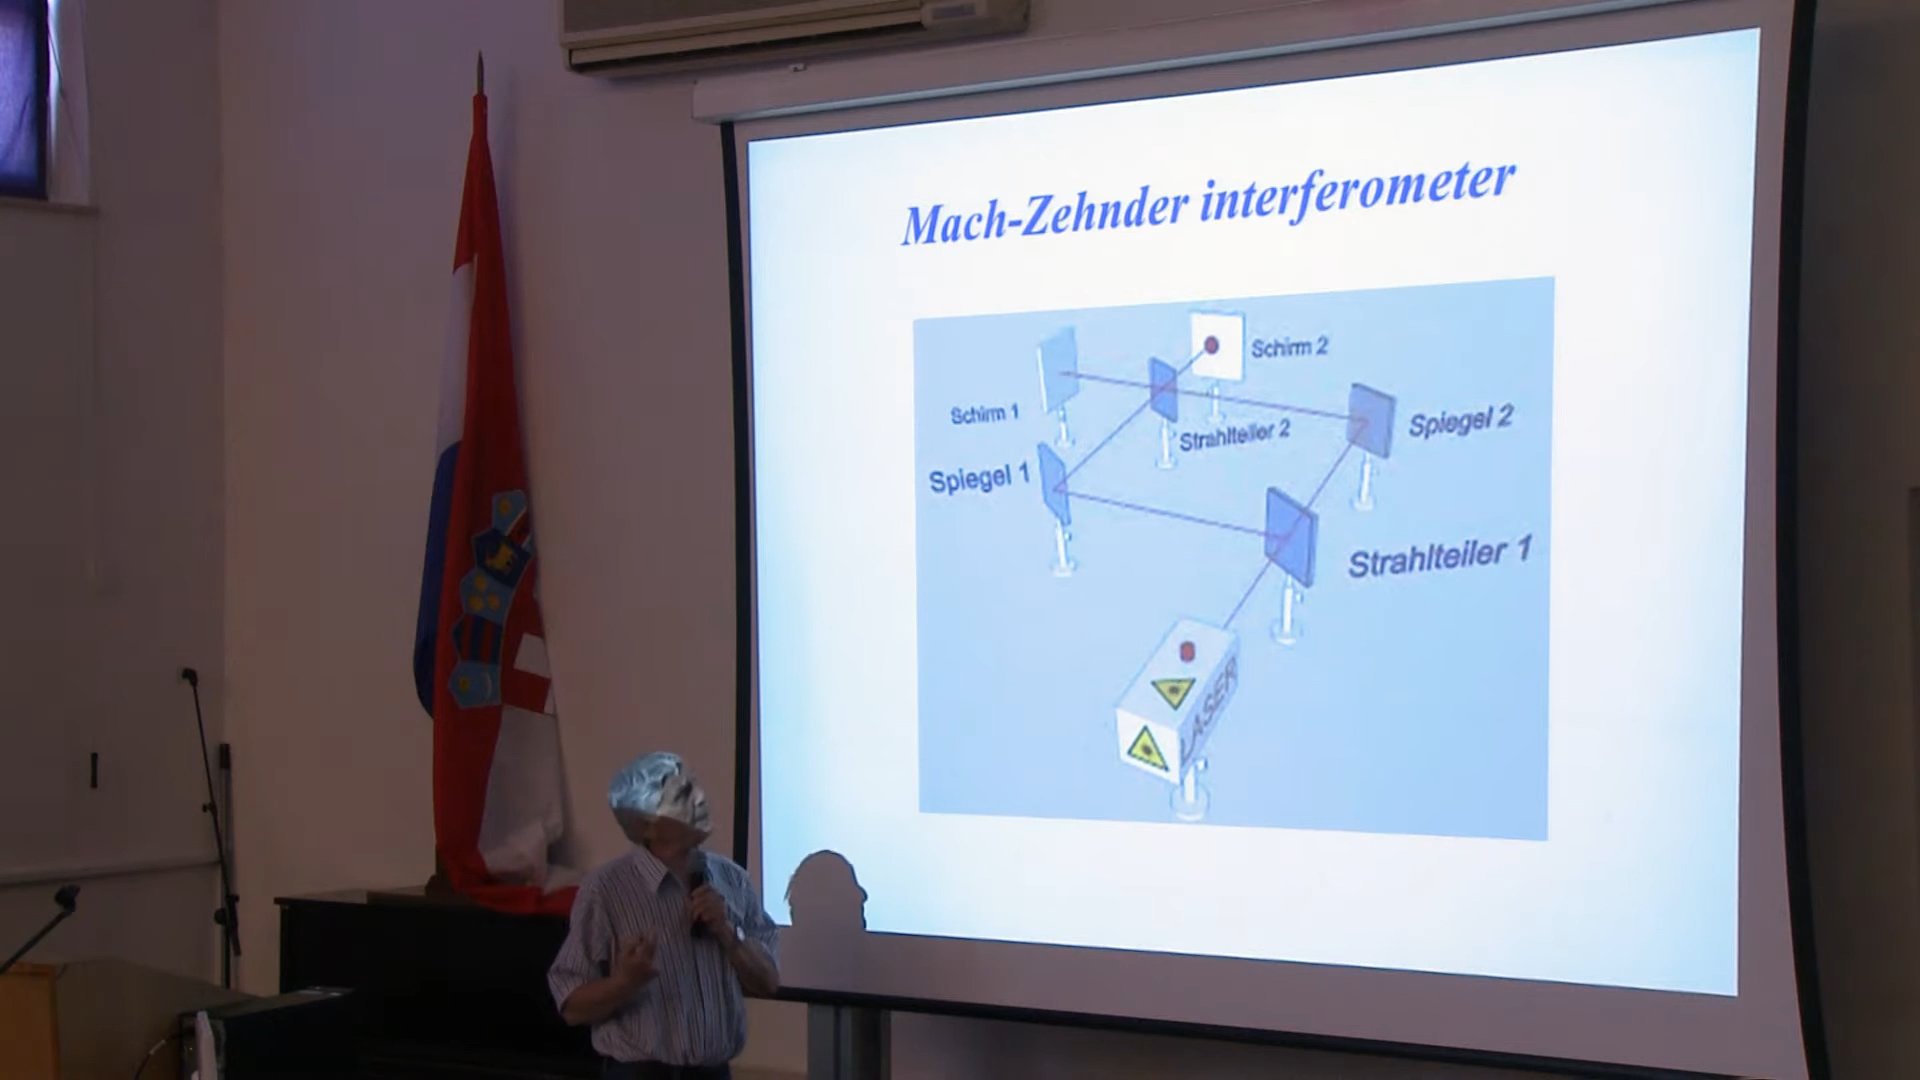 Mach-Zehnder interferometer
Schirm 2
Schirm 1
Spiegel 2
Strahlteiler 2
Spiegel 1
Strahlteiler 1
LASER